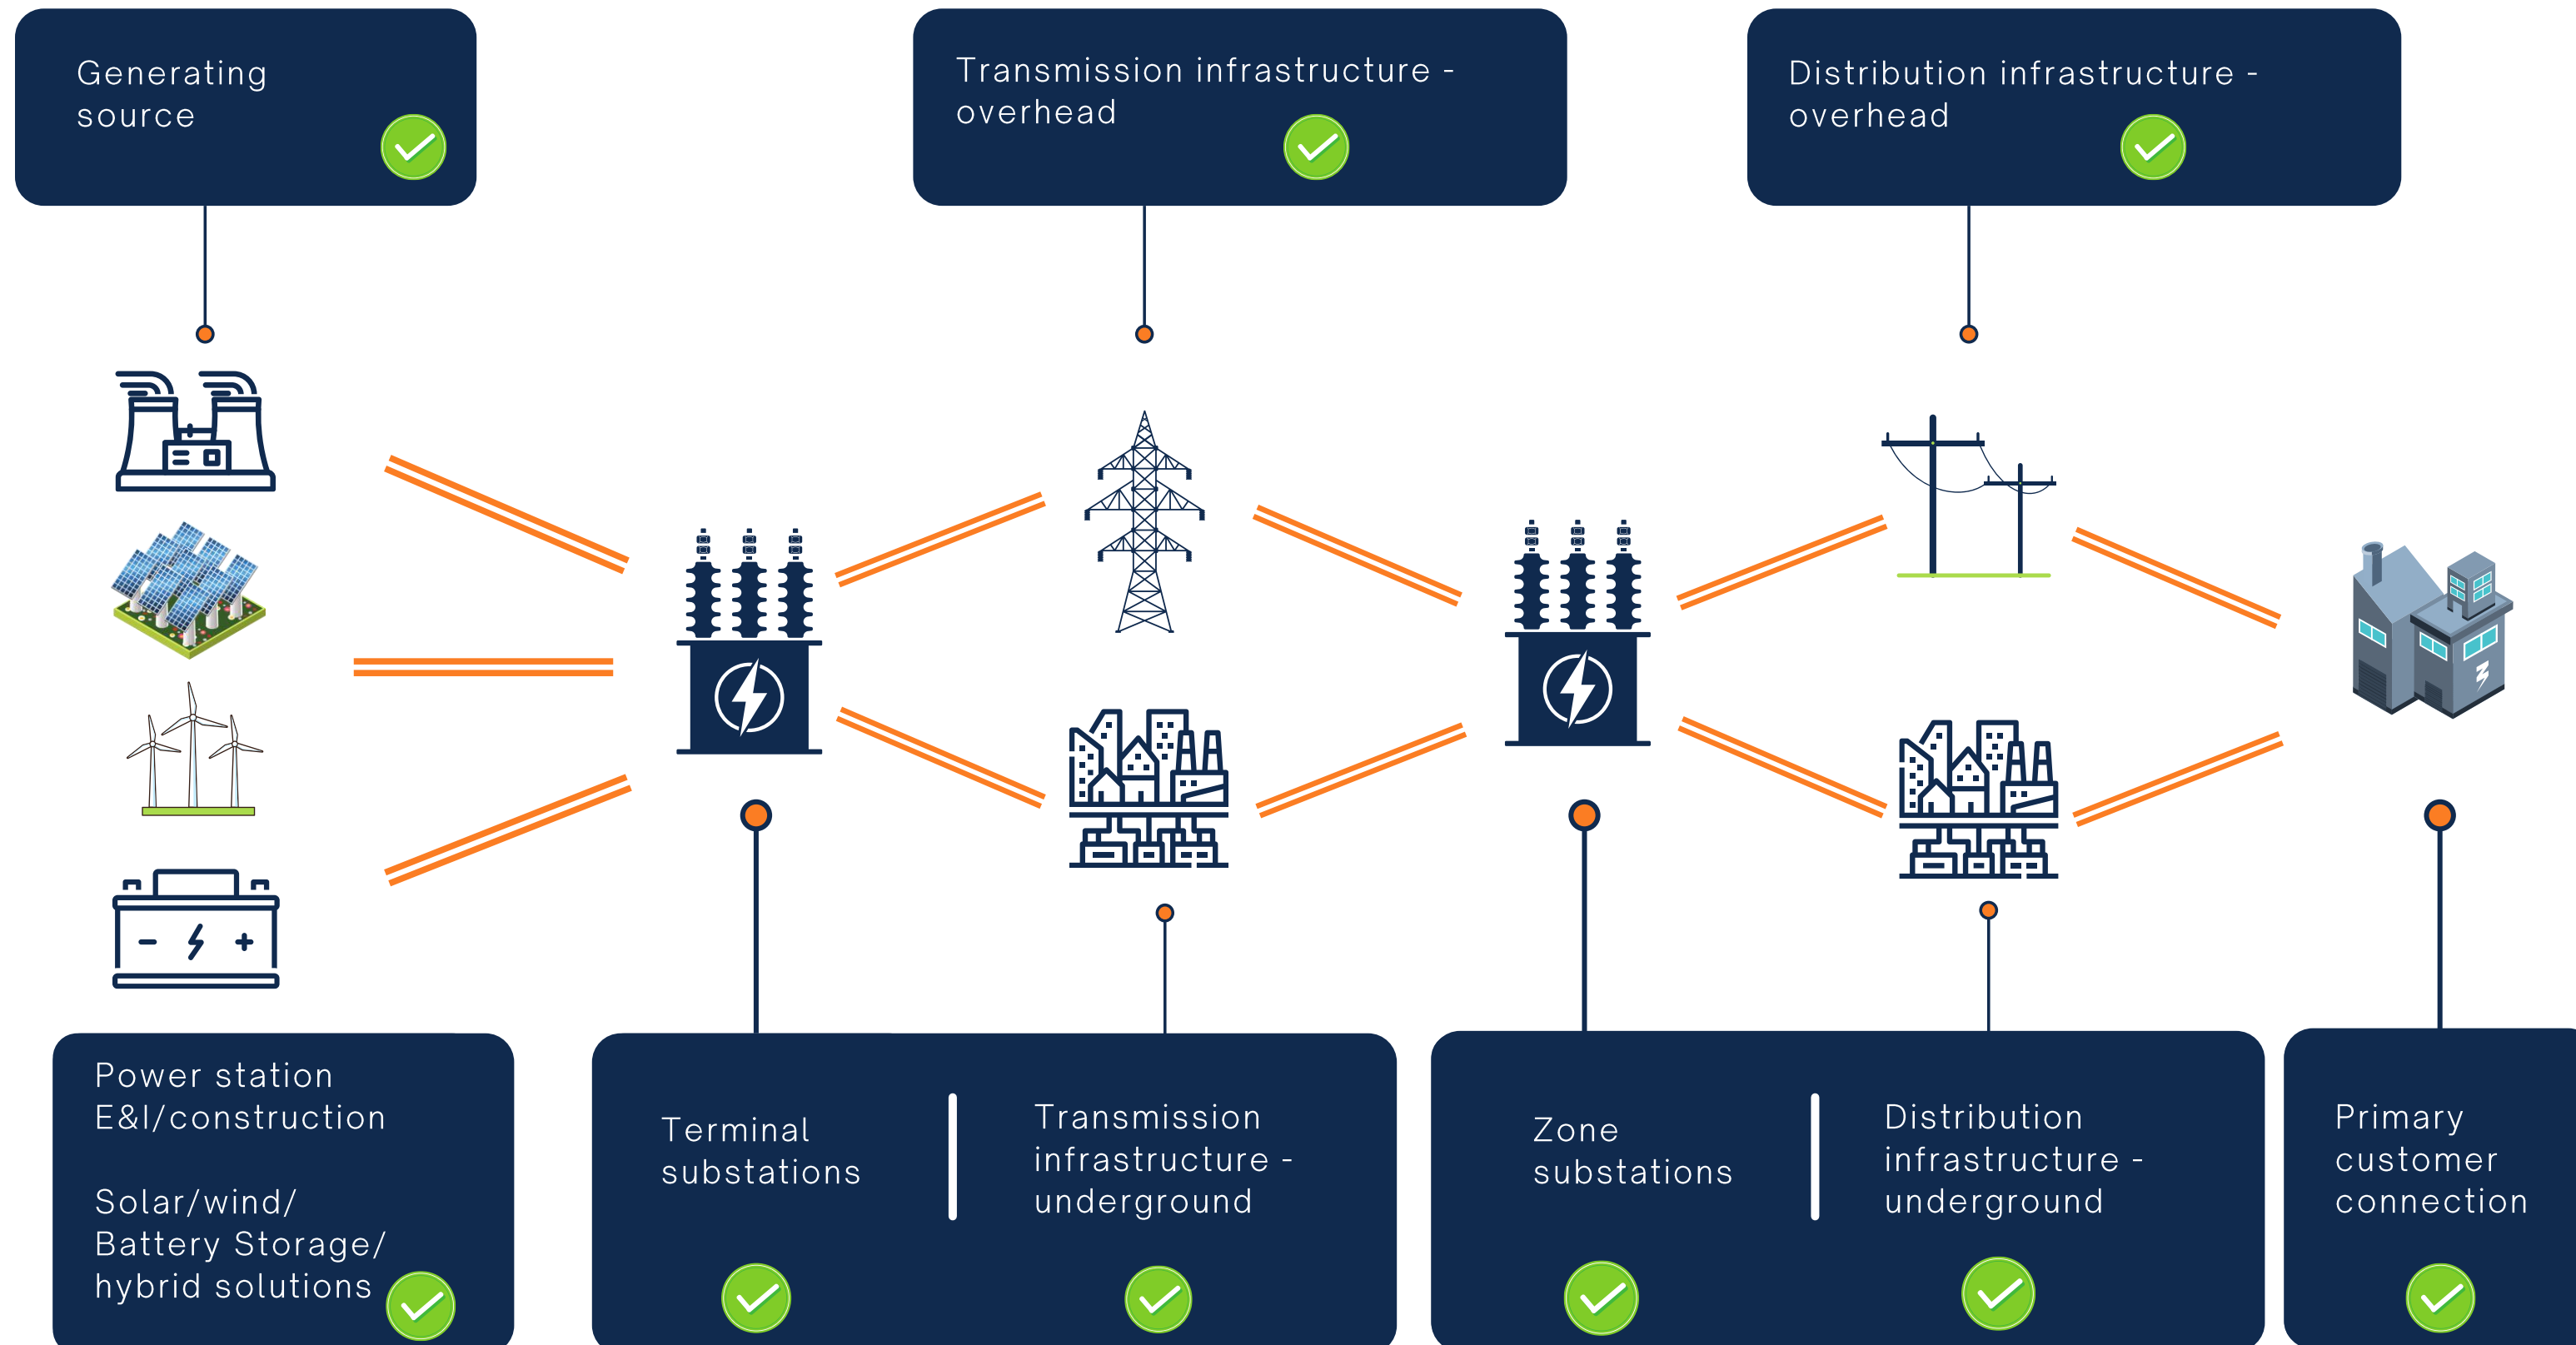 Generating
source
Transmission infrastructure -
overhead
Distribution infrastructure -
overhead
Power station
E&I/construction
Solar/wind/
Battery Storage/
hybrid solutions
Terminal
substations
Transmission
infrastructure -
underground
Zone
substations
Distribution
infrastructure -
underground
Primary
customer
connection